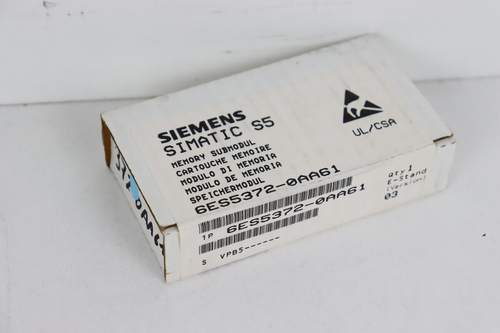 SIEMENS
SIMATIC S5
MEMORY SUBMODUL
CARTOUCHE MEMOIRE
MODULO DI MEMORIA
MODULO DE MEMORIA
SPEICHERMODUL
6ES5372-0AA61
UL/CSA
1P 6ES5372-0AA61
S VPB5------
Qty 1
E-Stand
(Version)
03